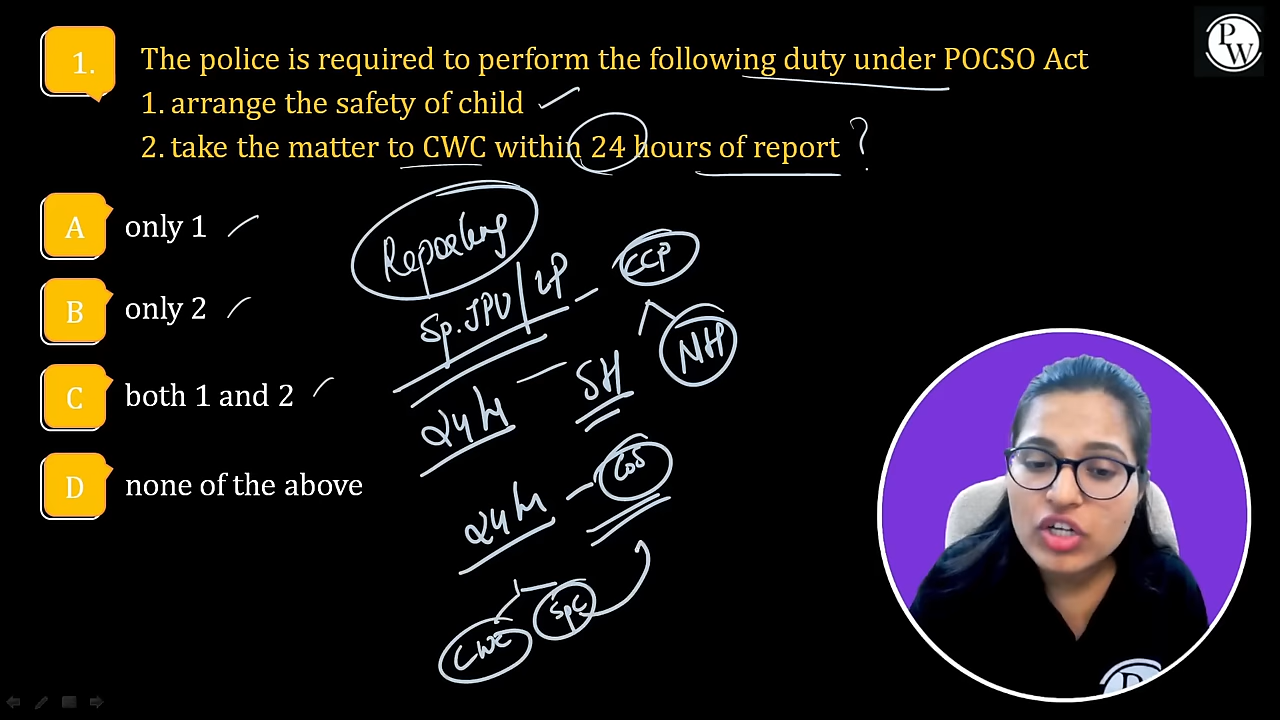 1.
The police is required to perform the following duty under POCSO Act
1. arrange the safety of child
2. take the matter to CWC within 24 hours of report ?
A only 1
B only 2
C both 1 and 2
D none of the above
Reporting
Sp.JPU/LP - CCP
NH
24 hr - SH
24 hr - Cos
CWC SpC
PW